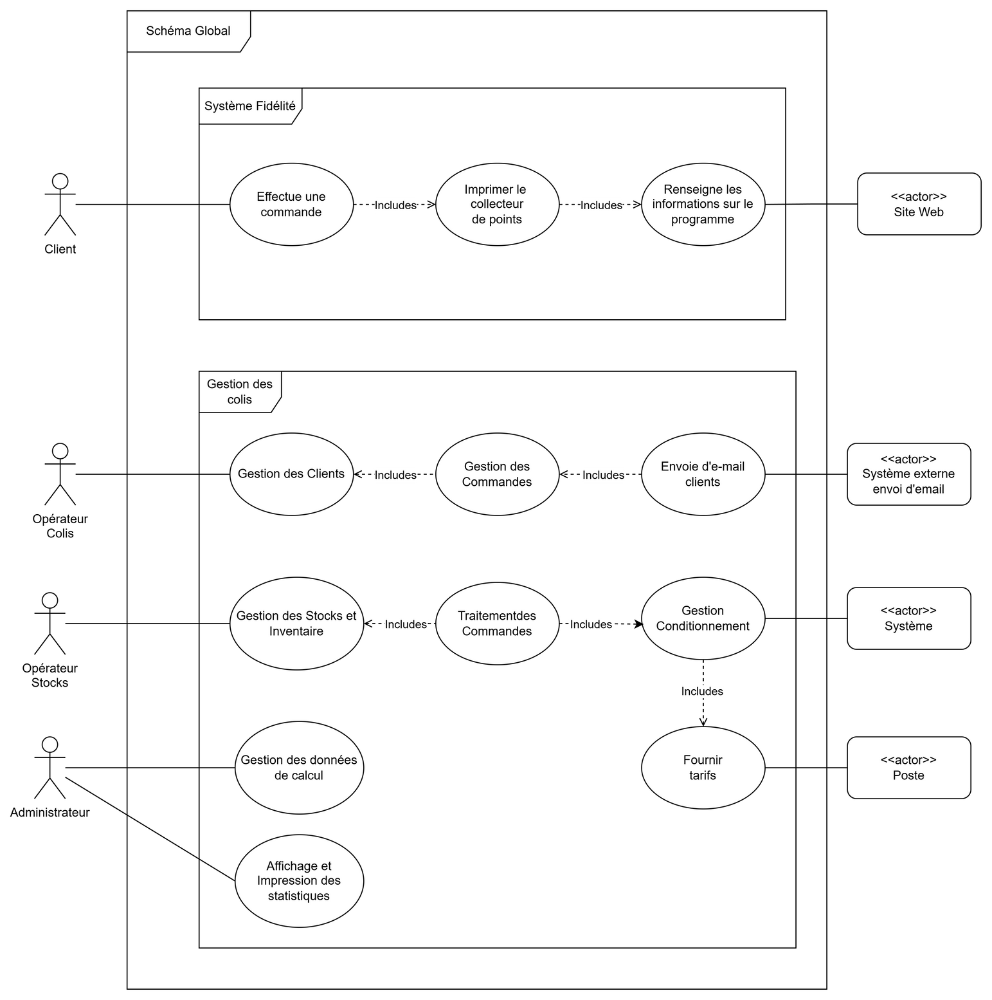 Schéma Global
Système Fidélité
Client
Effectue une
commande
Includes
Imprimer le
collecteur
de points
Includes
Renseigne les
informations sur le
programme
<<actor>>
Site Web
Gestion des
colis
Opérateur
Colis
Gestion des Clients
Includes
Gestion des
Commandes
Includes
Envoie d'e-mail
clients
<<actor>>
Système externe
envoi d'email
Opérateur
Stocks
Gestion des Stocks et
Inventaire
Includes
Traitementdes
Commandes
Includes
Gestion
Conditionnement
<<actor>>
Système
Includes
Administrateur
Gestion des données
de calcul
Fournir
tarifs
<<actor>>
Poste
Affichage et
Impression des
statistiques